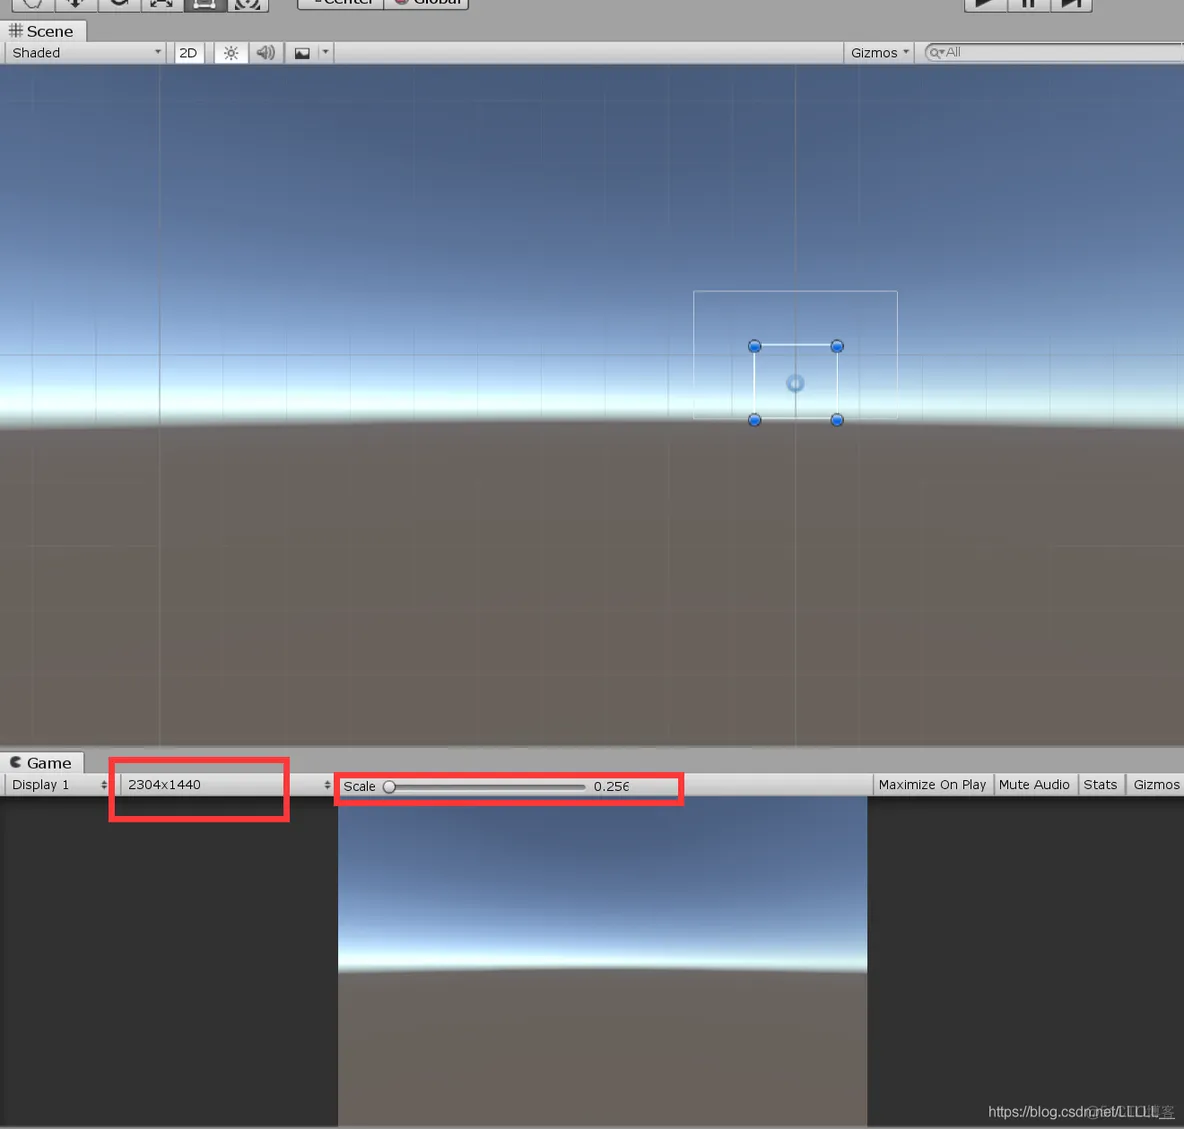 Center Global
Scene
Shaded 2D Gizmos All
Game
Display 1 2304x1440 Scale 0.256 Maximize On Play Mute Audio Stats Gizmos
https://blog.csdn.net/LLLLL